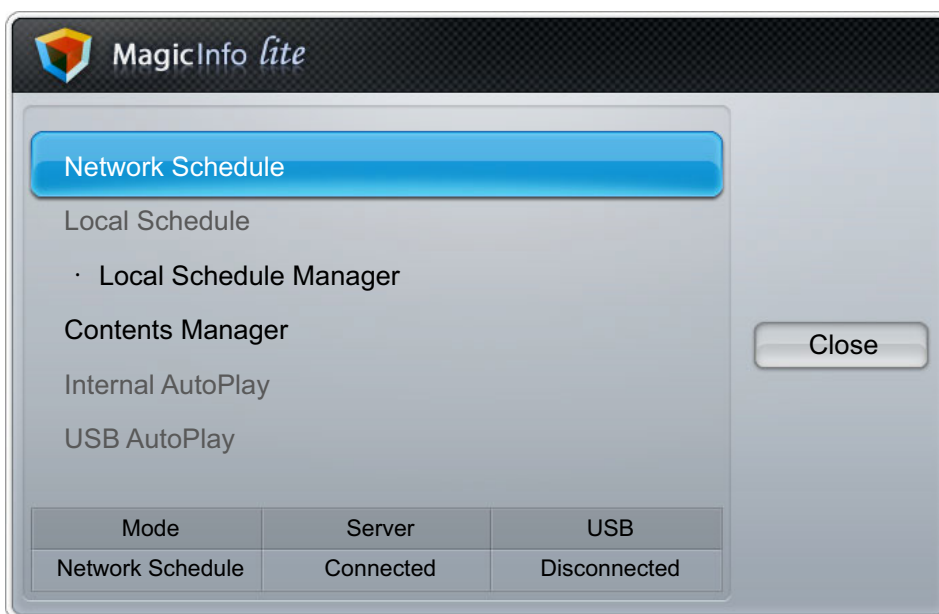 MagicInfo lite
Network Schedule
Local Schedule
· Local Schedule Manager
Contents Manager
Close
Internal AutoPlay
USB AutoPlay
Mode Server USB
Network Schedule Connected Disconnected